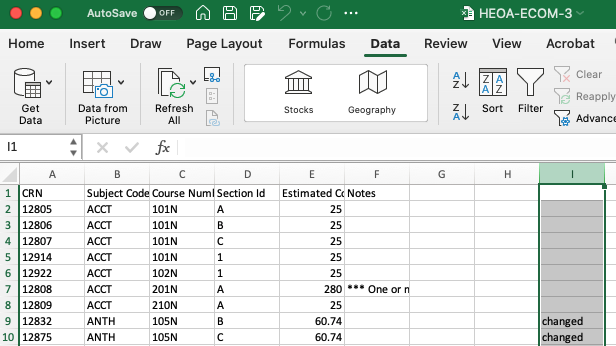 AutoSave OFF HEOA-ECOM-3
Home Insert Draw Page Layout Formulas Data Review View Acrobat
Get Data Data from Picture Refresh All Stocks Geography Sort Filter Clear Reapply Advance
I1 fx
A B C D E F G H I
1 CRN Subject Code Course Numl Section Id Estimated Co Notes
2 12805 ACCT 101N A 25
3 12806 ACCT 101N B 25
4 12807 ACCT 101N C 25
5 12914 ACCT 101N 1 25
6 12922 ACCT 102N 1 25
7 12808 ACCT 201N A 280 *** One or n
8 12809 ACCT 210N A 25
9 12832 ANTH 105N B 60.74 changed
10 12875 ANTH 105N C 60.74 changed